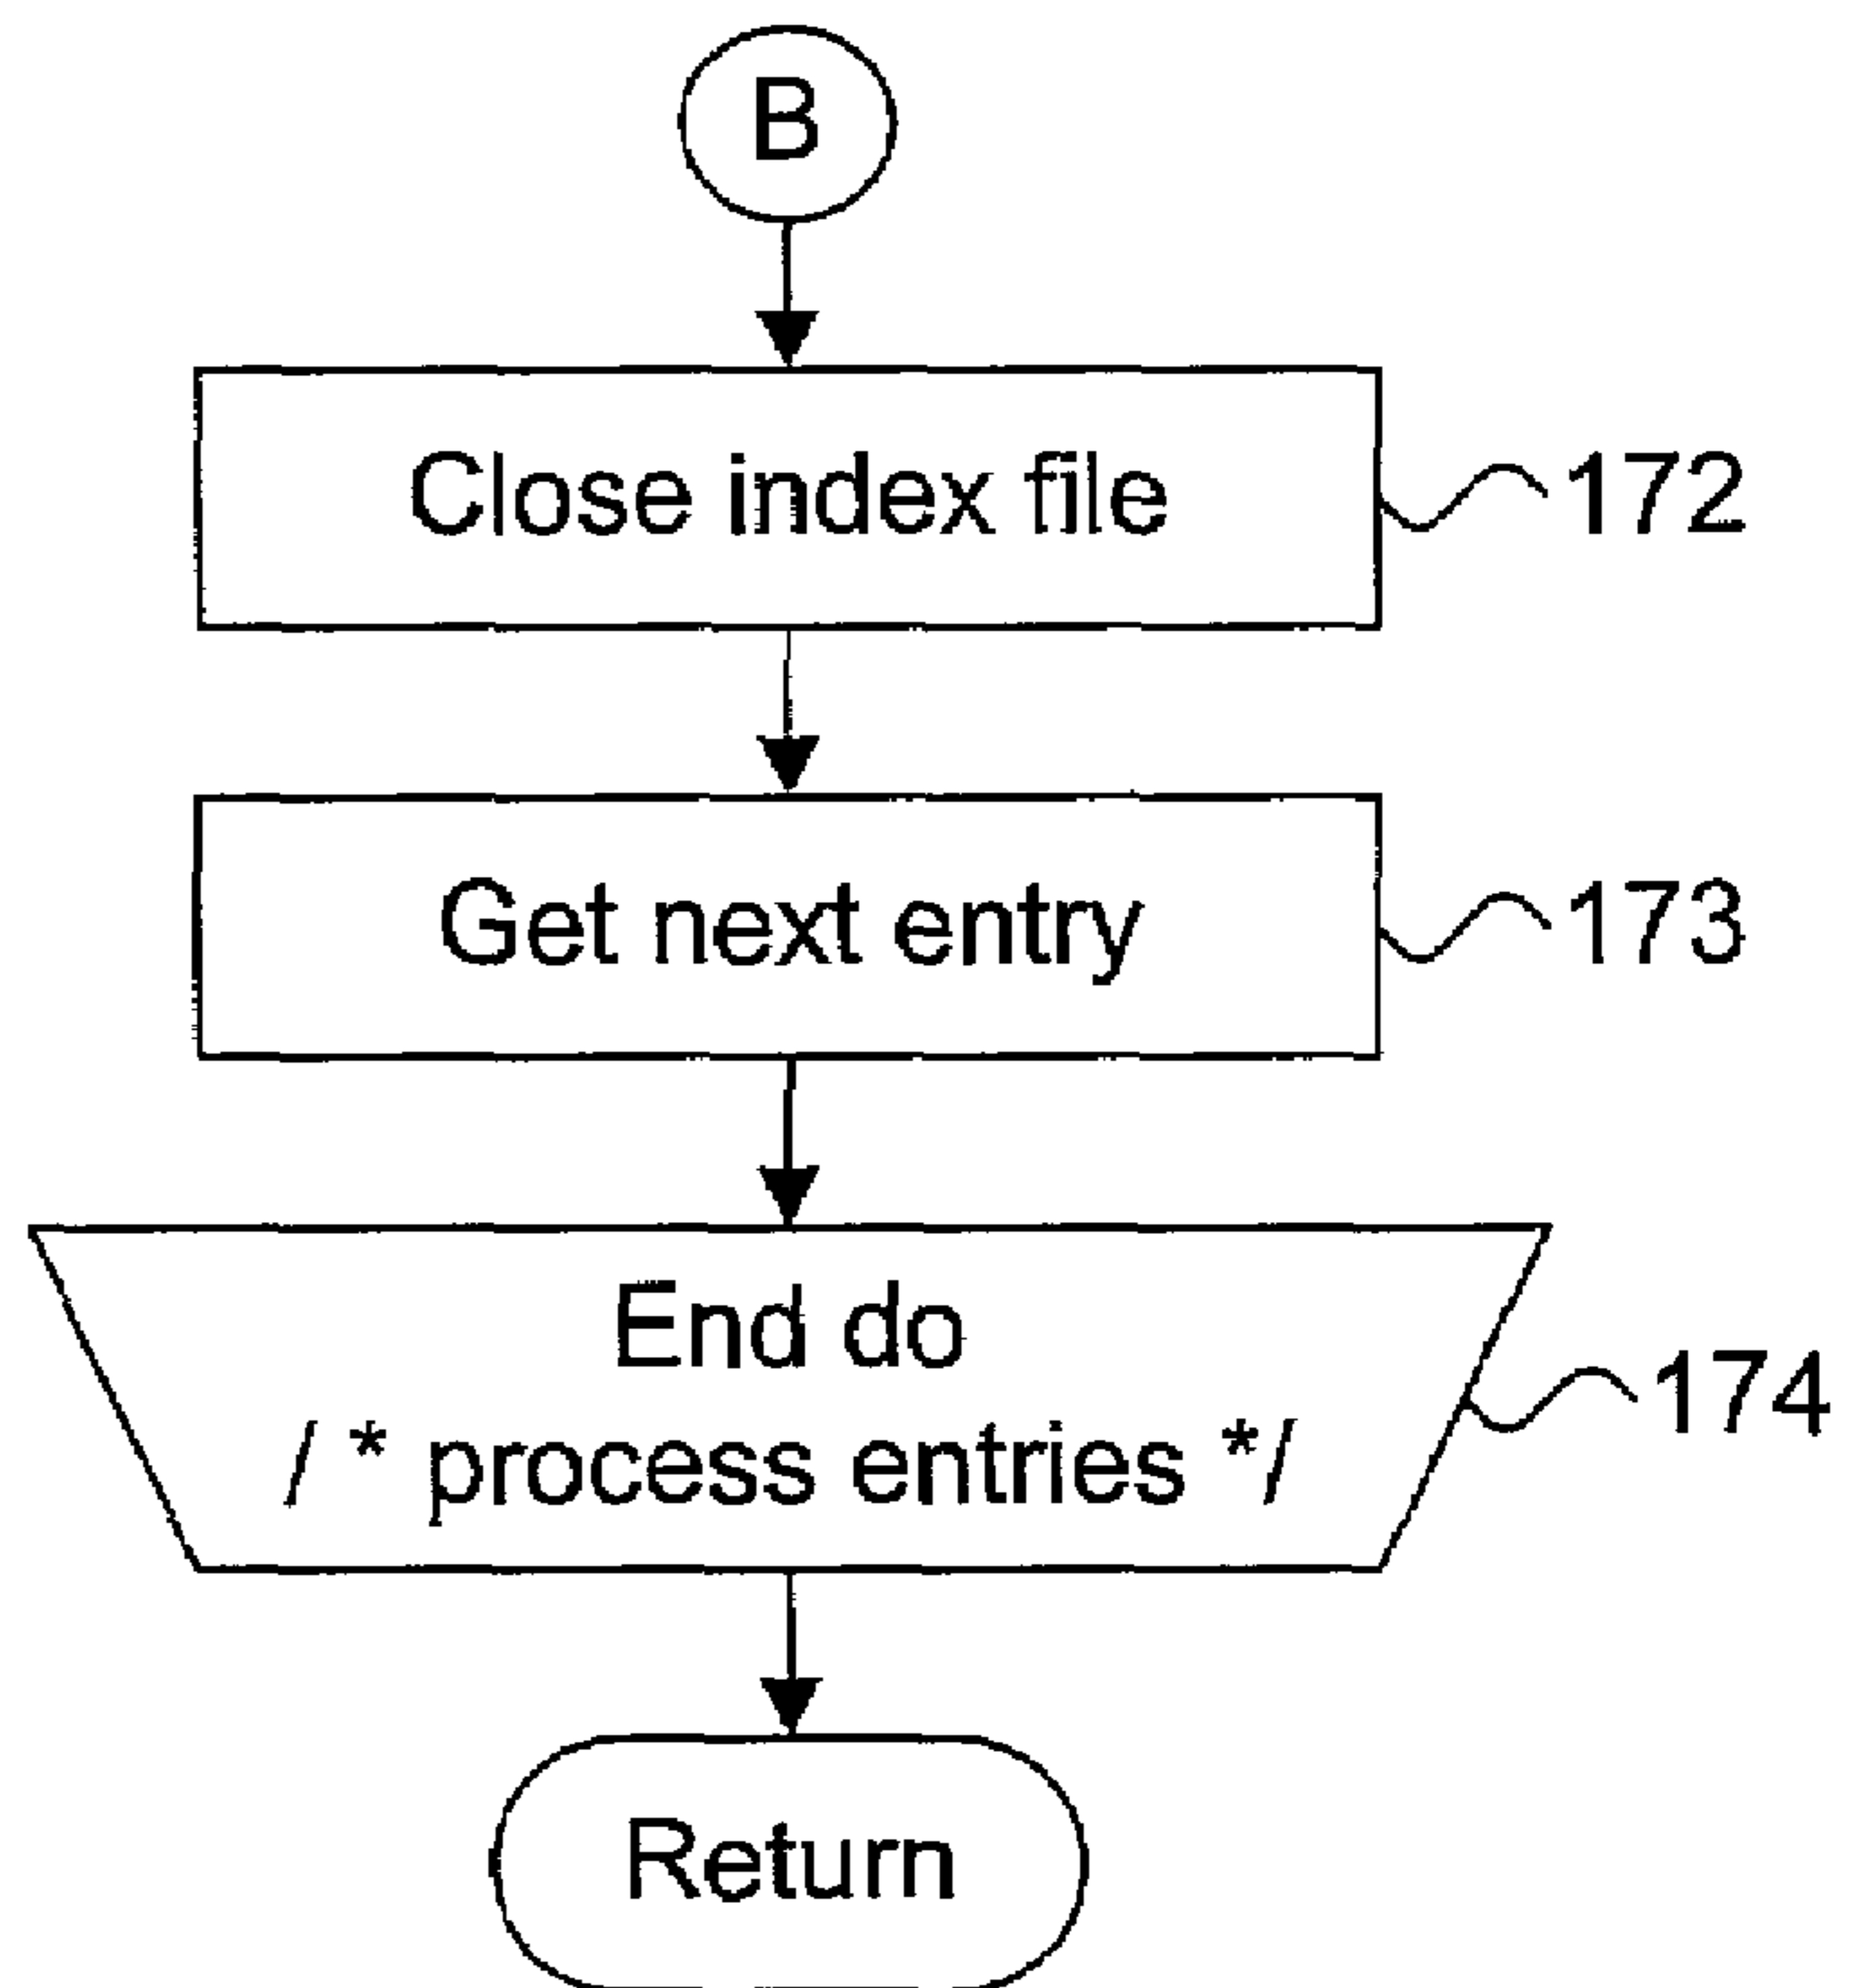 B
Close index file
172
Get next entry
173
End do
/ * process entries */
174
Return